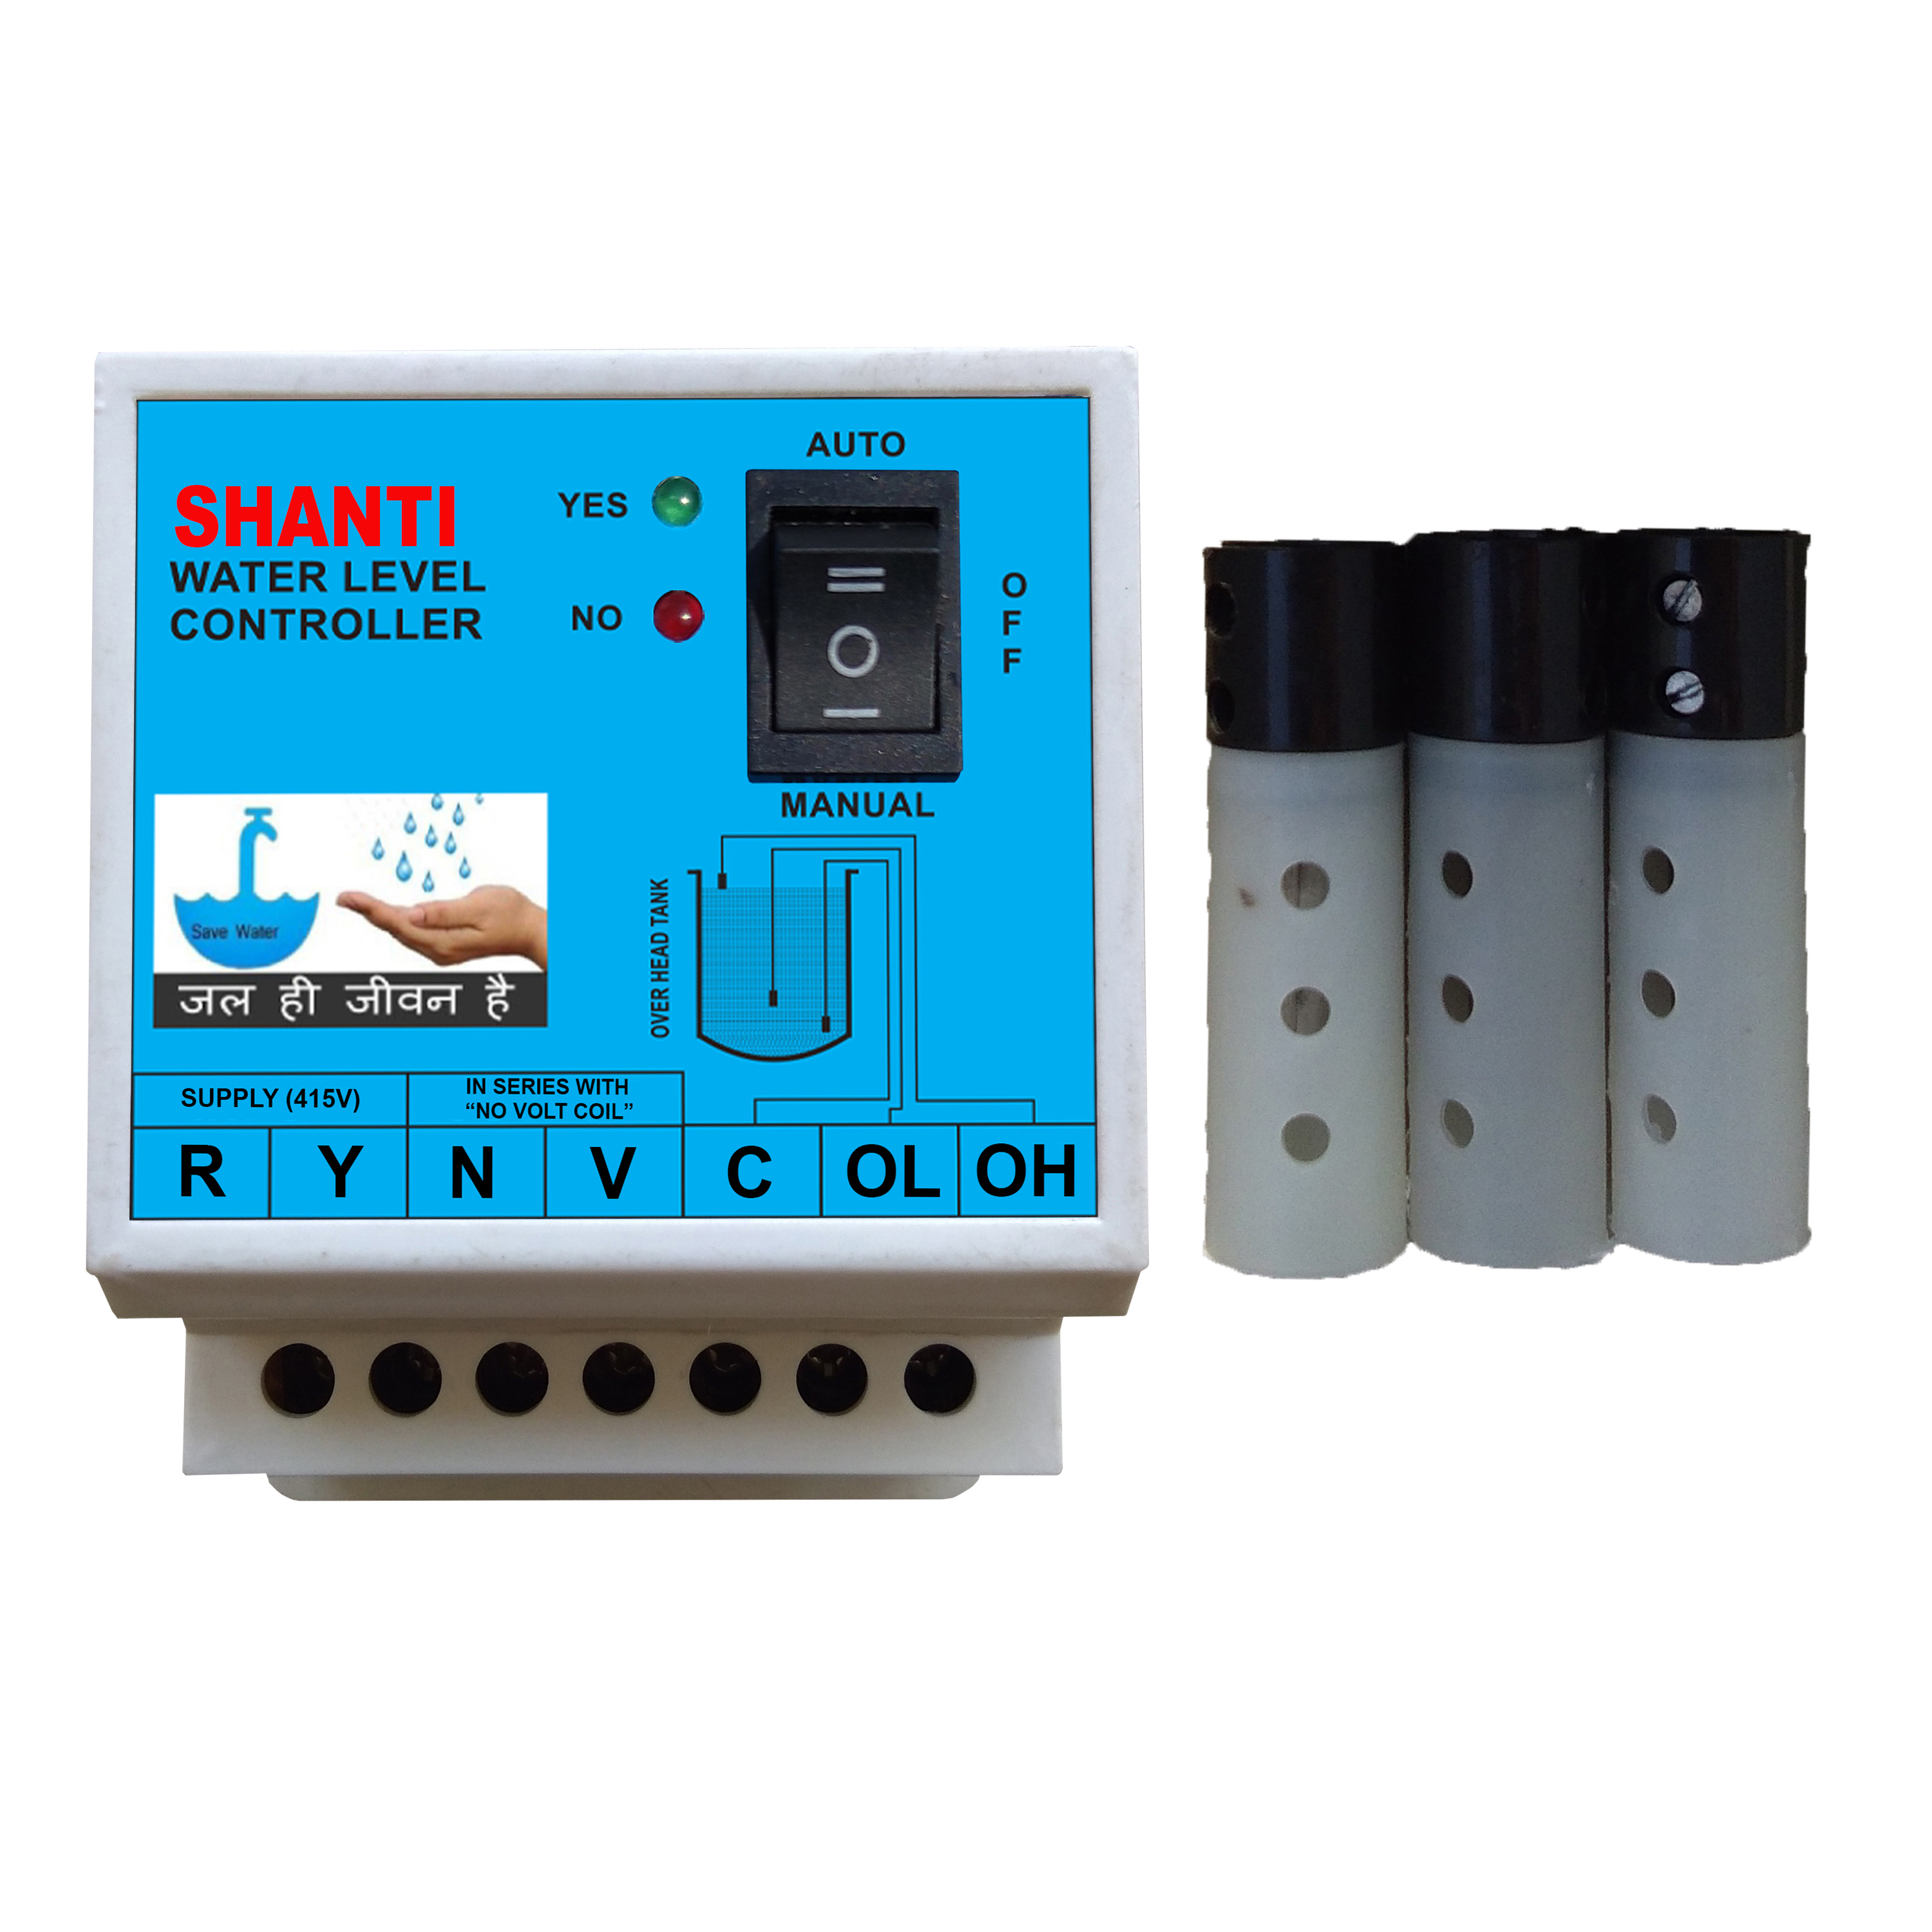 SHANTI
WATER LEVEL
CONTROLLER
YES
NO
AUTO
OFF
MANUAL
Save Water
जल ही जीवन है
OVER HEAD TANK
SUPPLY (415V)
IN SERIES WITH
“NO VOLT COIL”
R Y N V C OL OH